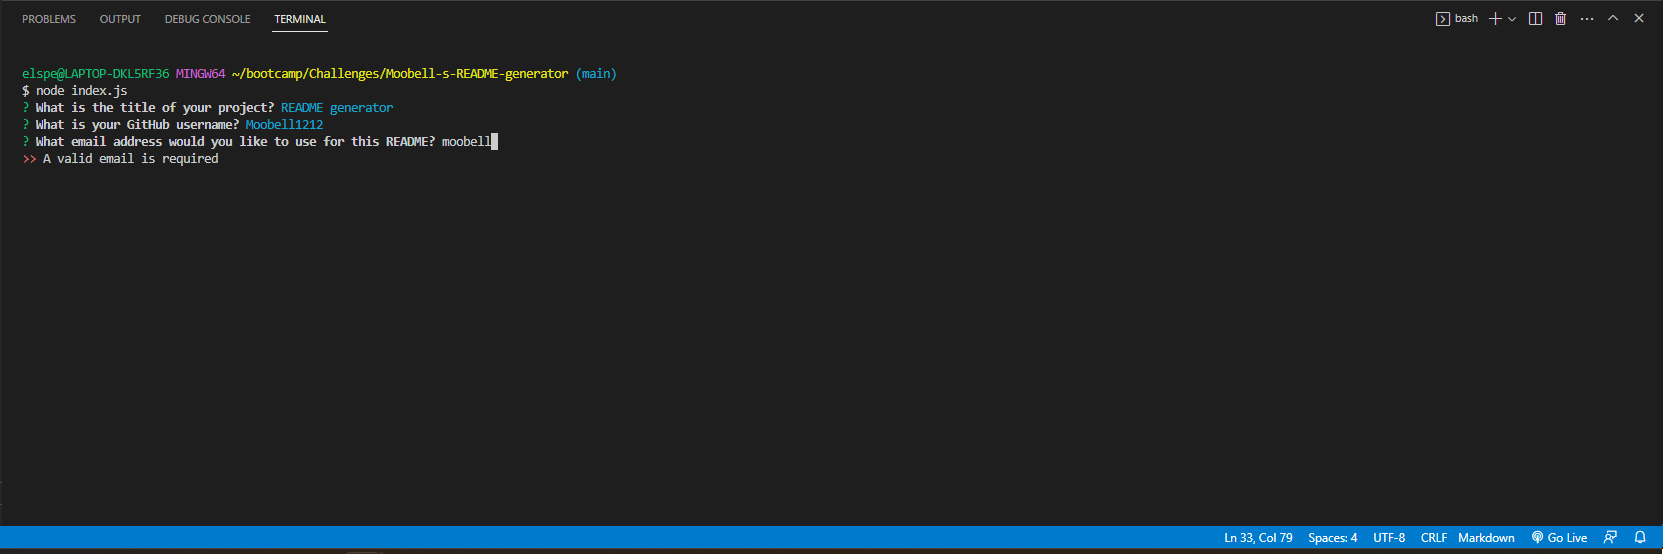 PROBLEMS OUTPUT DEBUG CONSOLE TERMINAL bash
elspe@LAPTOP-DKL5RF36 MINGW64 ~/bootcamp/Challenges/Moobell-s-README-generator (main)
$ node index.js
? What is the title of your project? README generator
? What is your GitHub username? Moobell1212
? What email address would you like to use for this README? moobell
>> A valid email is required
Ln 33, Col 79 Spaces: 4 UTF-8 CRLF Markdown Go Live